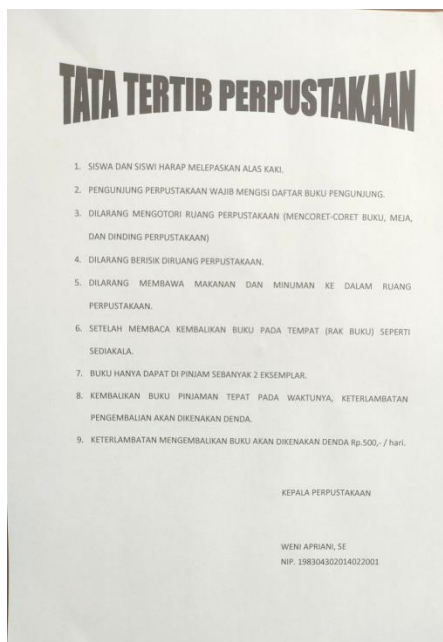 TATA TERTIB PERPUSTAKAAN
1. SISWA DAN SISWI HARAP MELEPASKAN ALAS KAKI.
2. PENGUNJUNG PERPUSTAKAAN WAJIB MENGISI DAFTAR BUKU PENGUNJUNG.
3. DILARANG MENGOTORI RUANG PERPUSTAKAAN (MENCORET-CORET BUKU, MEJA,
DAN DINDING PERPUSTAKAAN)
4. DILARANG BERISIK DIRUANG PERPUSTAKAAN.
5. DILARANG MEMBAWA MAKANAN DAN MINUMAN KE DALAM RUANG
PERPUSTAKAAN.
6. SETELAH MEMBACA KEMBALIKAN BUKU PADA TEMPAT (RAK BUKU) SEPERTI
SEDIAKALA.
7. BUKU HANYA DAPAT DI PINJAM SEBANYAK 2 EKSEMPLAR.
8. KEMBALIKAN BUKU PINJAMAN TEPAT PADA WAKTUNYA, KETERLAMBATAN
PENGEMBALIAN AKAN DIKENAKAN DENDA.
9. KETERLAMBATAN MENGEMBALIKAN BUKU AKAN DIKENAKAN DENDA Rp.500,- / hari.
KEPALA PERPUSTAKAAN
WENI APRIANI, SE
NIP. 198304302014022001